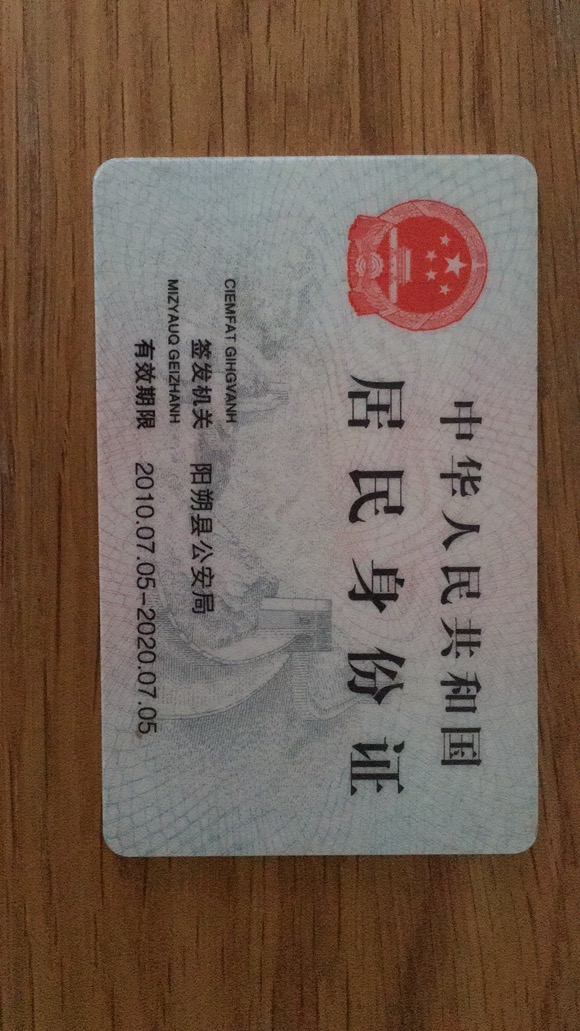 中华人民共和国
居民身份证
CIEMFAT GIHGVANH
签发机关 阳朔县公安局
MIZYAUQ GEIZHANH
有效期限 2010.07.05-2020.07.05